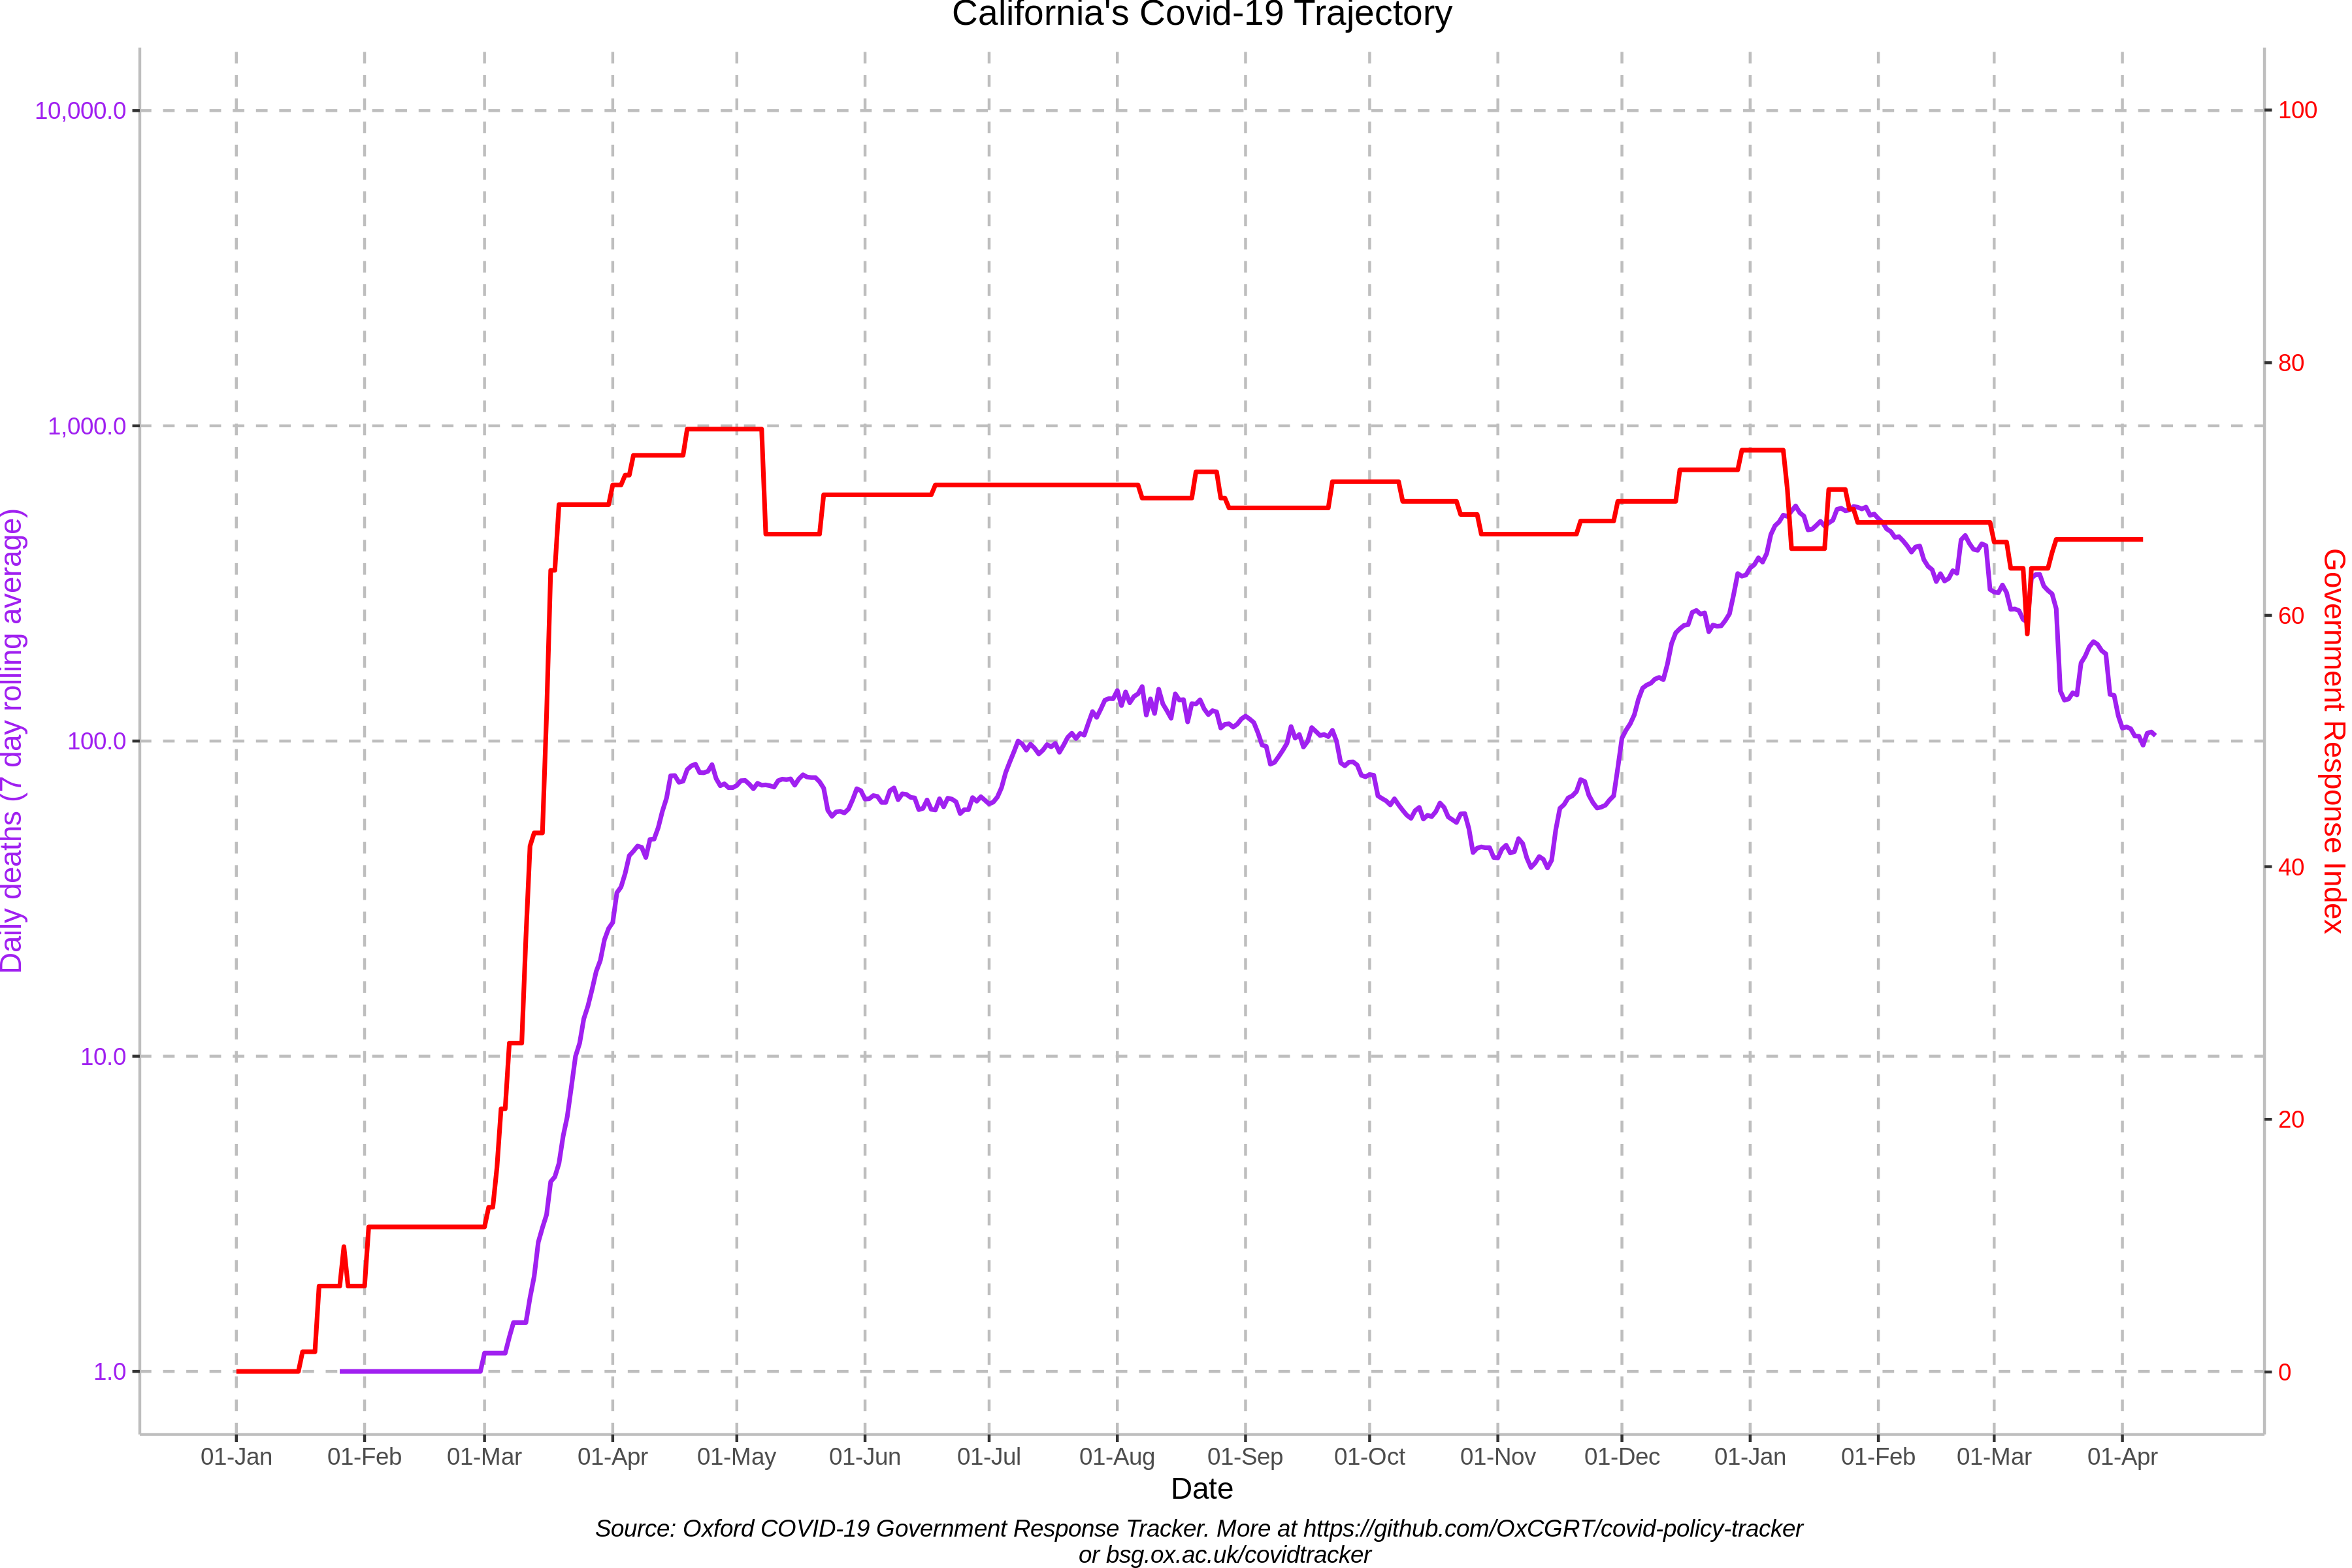 California's Covid-19 Trajectory
10,000.0
1,000.0
100.0
10.0
1.0
Daily deaths (7 day rolling average)
100
80
60
40
20
0
Government Response Index
01-Jan 01-Feb 01-Mar 01-Apr 01-May 01-Jun 01-Jul 01-Aug 01-Sep 01-Oct 01-Nov 01-Dec 01-Jan 01-Feb 01-Mar 01-Apr
Date
Source: Oxford COVID-19 Government Response Tracker. More at https://github.com/OxCGRT/covid-policy-tracker
or bsg.ox.ac.uk/covidtracker